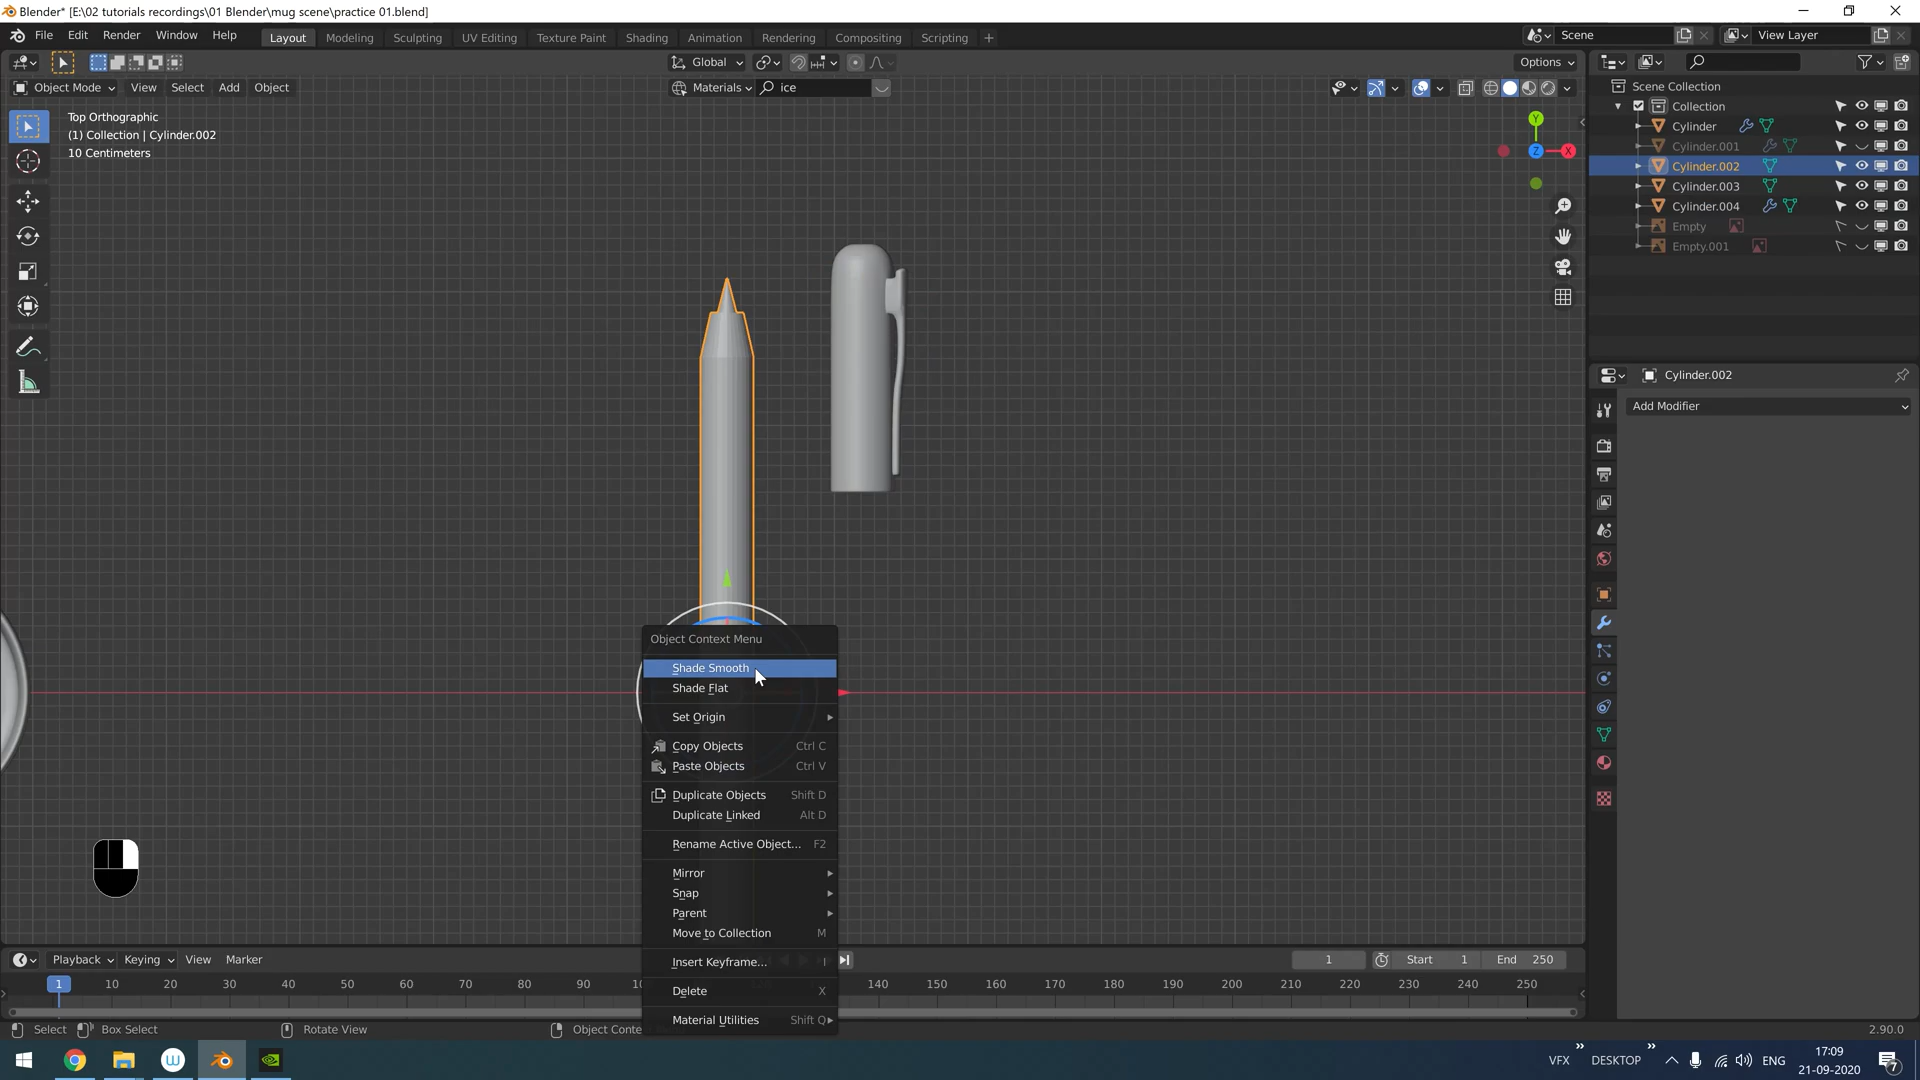 Blender* [E:\02 tutorials recordings\01 Blender\mug scene\practice 01.blend]
File Edit Render Window Help Layout Modeling Sculpting UV Editing Texture Paint Shading Animation Rendering Compositing Scripting + Scene View Layer
Global Options
Object Mode View Select Add Object Materials ice
Top Orthographic
(1) Collection | Cylinder.002
10 Centimeters
Y
Z X
Scene Collection
Collection
Cylinder
Cylinder.001
Cylinder.002
Cylinder.003
Cylinder.004
Empty
Empty.001
Cylinder.002
Add Modifier
Object Context Menu
Shade Smooth
Shade Flat
Set Origin
Copy Objects Ctrl C
Paste Objects Ctrl V
Duplicate Objects Shift D
Duplicate Linked Alt D
Rename Active Object... F2
Mirror
Snap
Parent
Move to Collection M
Insert Keyframe... I
Delete X
Material Utilities Shift Q
Playback Keying View Marker 1 Start 1 End 250
1 10 20 30 40 50 60 70 80 90 140 150 160 170 180 190 200 210 220 230 240 250
Select Box Select Rotate View Object Conte 2.90.0
VFX DESKTOP ENG 17:09
21-09-2020 7